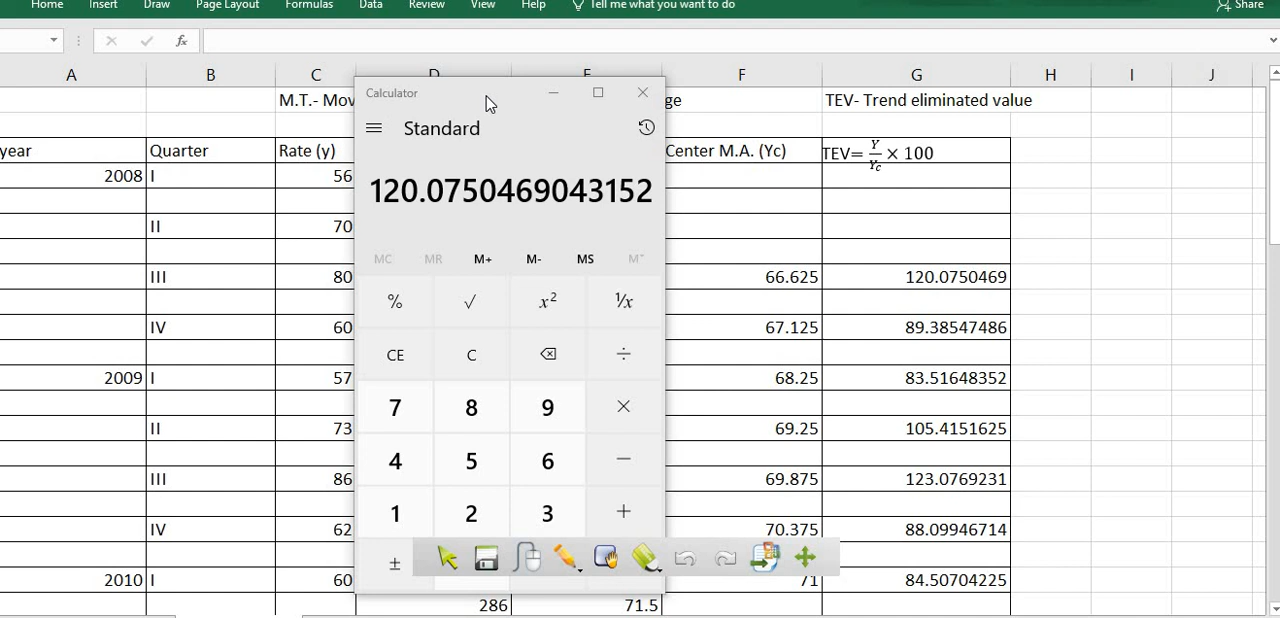 Home Insert Draw Page Layout Formulas Data Review View Help Tell me what you want to do Share
fx
A B C F G H I J
M.T.- Mov ge TEV- Trend eliminated value
Calculator
Standard
120.0750469043152
MC MR M+ M- MS M˅
% √ x² ¹/x
CE C ÷
7 8 9 ×
4 5 6 −
1 2 3 +
±
year Quarter Rate (y) Center M.A. (Yc) TEV= Y/Yc × 100
2008 I 56
II 70
III 80 66.625 120.0750469
IV 60 67.125 89.38547486
2009 I 57 68.25 83.51648352
II 73 69.25 105.4151625
III 86 69.875 123.0769231
IV 62 70.375 88.09946714
2010 I 60 71 84.50704225
286 71.5